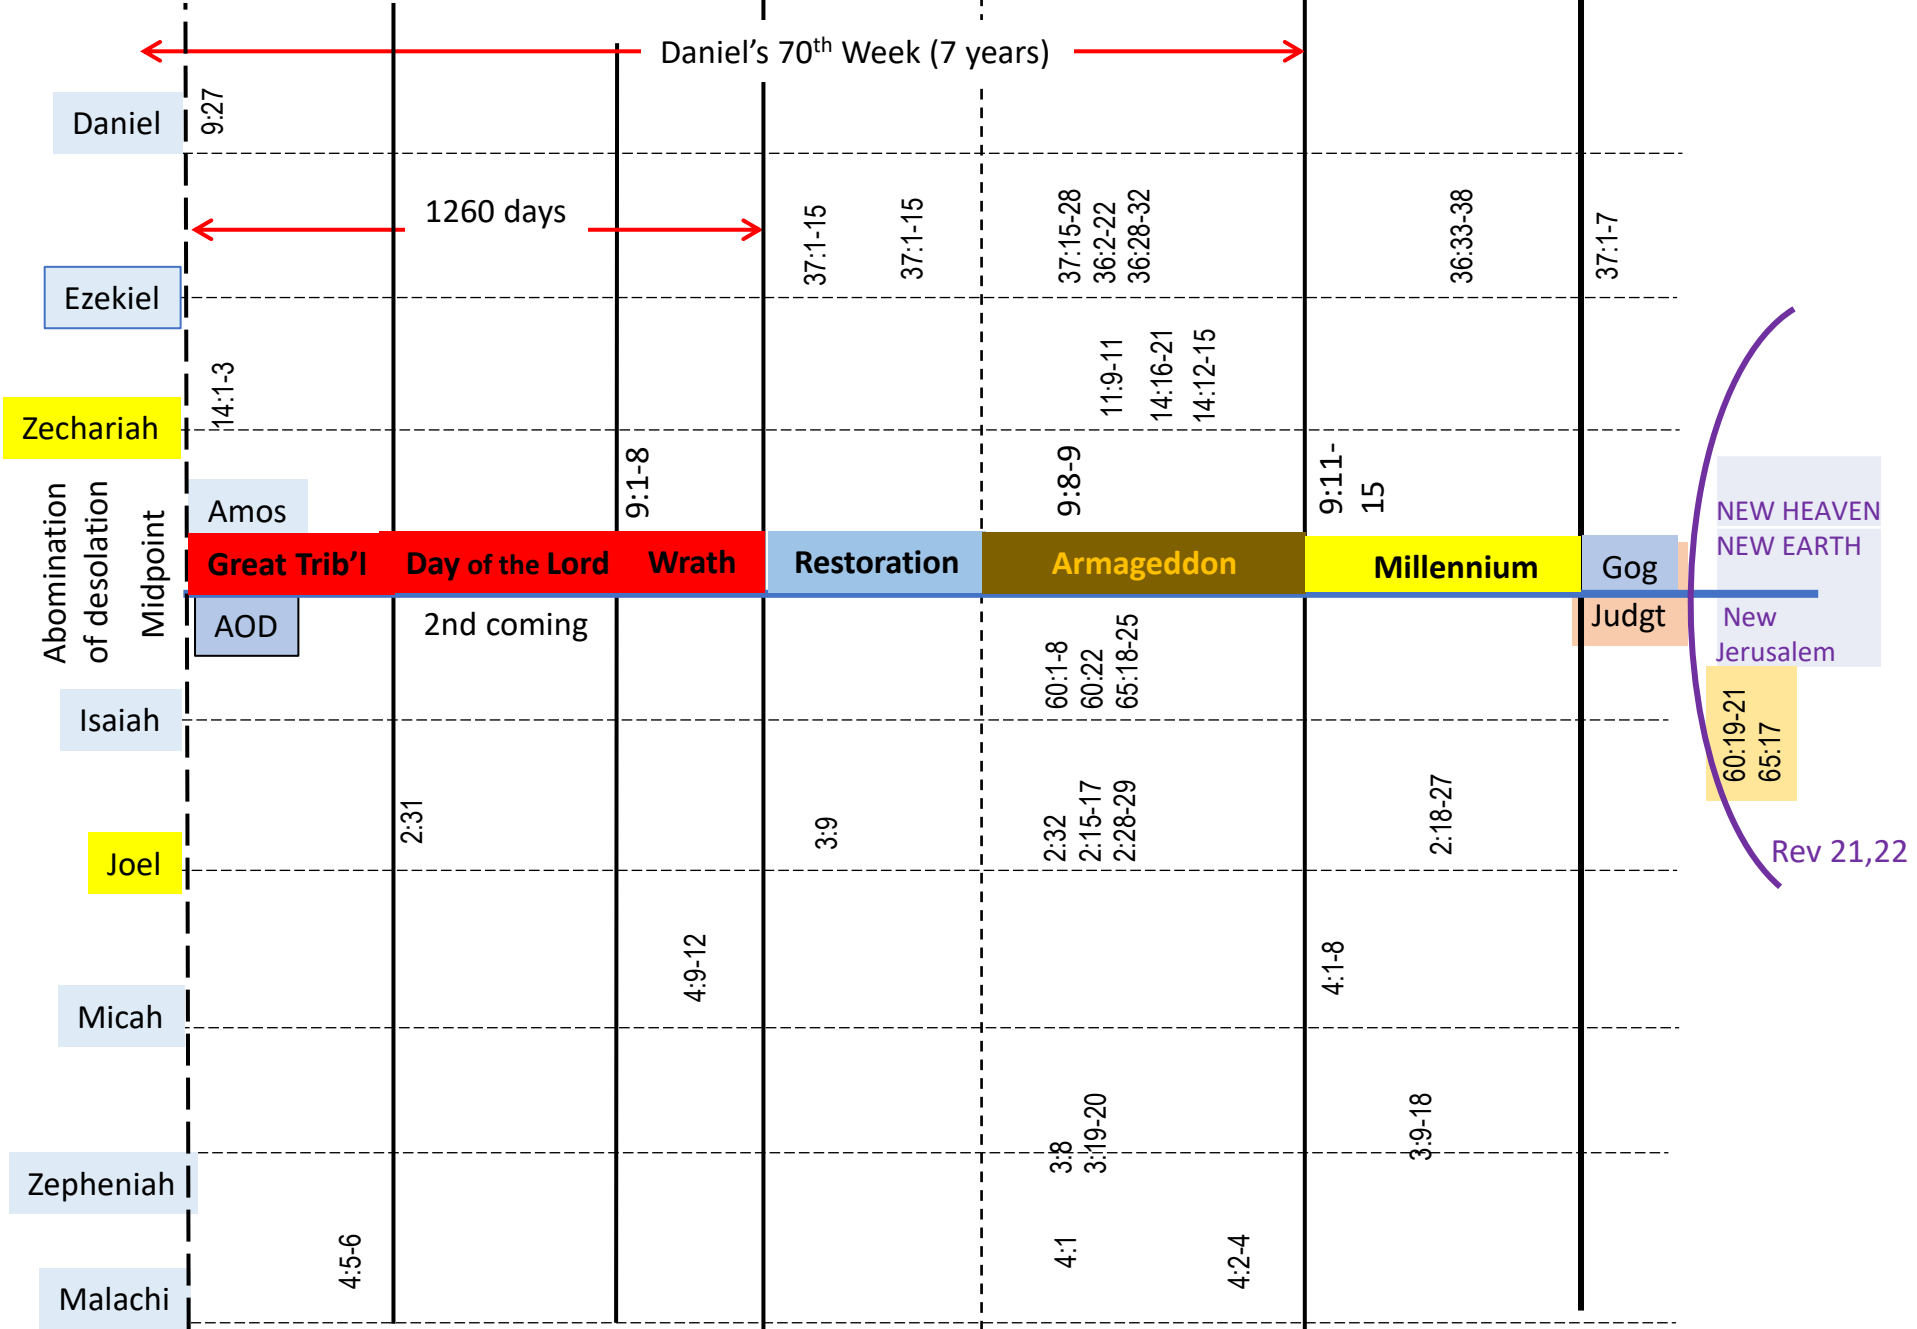 Daniel's 70th Week (7 years)
Daniel
9:27
1260 days
Ezekiel
37:1-15
37:1-15
37:15-28
36:2-22
36:28-32
36:33-38
37:1-7
Zechariah
14:1-3
11:9-11
14:16-21
14:12-15
Abomination
of desolation
Midpoint
Amos
9:1-8
9:8-9
9:11-
15
Great Trib'l
Day of the Lord
Wrath
Restoration
Armageddon
Millennium
Gog
Judgt
AOD
2nd coming
NEW HEAVEN
NEW EARTH
New
Jerusalem
Isaiah
60:1-8
60:22
65:18-25
60:19-21
65:17
Joel
2:31
3:9
2:32
2:15-17
2:28-29
2:18-27
Rev 21,22
Micah
4:9-12
4:1-8
Zepheniah
3:8
3:19-20
3:9-18
Malachi
4:5-6
4:1
4:2-4